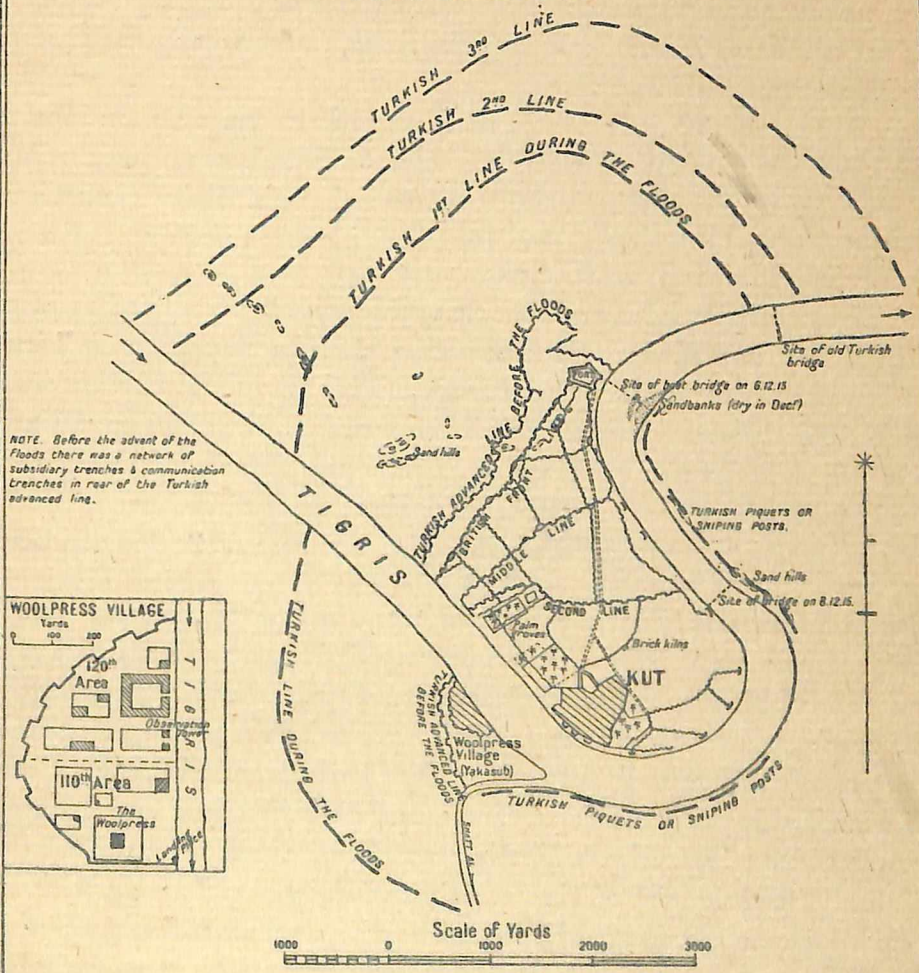 TURKISH 3RD LINE
TURKISH 2ND LINE
TURKISH 1ST LINE DURING THE FLOODS
TURKISH ADVANCED LINE BEFORE THE FLOODS
FORT
Site of old Turkish
bridge
Site of boat bridge on 6.12.15
Sandbanks (dry in Decr)
NOTE. Before the advent of the
Floods there was a network of
subsidiary trenches & communication
trenches in rear of the Turkish
advanced line.
Sand hills
BRITISH FRONT
TIGRIS
MIDDLE LINE
TURKISH PIQUETS OR
SNIPING POSTS.
Sand hills
Site of bridge on 8.12.15.
SECOND LINE
Palm
Groves
Brick kilns
KUT
TURKISH LINE DURING THE FLOODS
TURKISH ADVANCED LINE
BEFORE THE FLOODS
Woolpress
Village
(Yakasub)
TURKISH PIQUETS OR SNIPING POSTS
SHATT AL
WOOLPRESS VILLAGE
Yards
0 100 200
120th
Area
Observation
Tower
TIGRIS
110th Area
The
Woolpress
Landing
Place
Scale of Yards
1000 0 1000 2000 3000